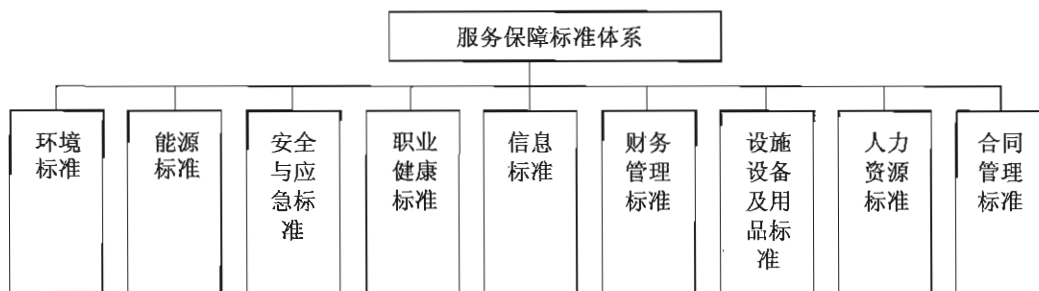 服务保障标准体系
环境
标准
能源
标准
安全
与应
急标
准
职业
健康
标准
信息
标准
财务
管理
标准
设施
设备
及用
品标
准
人力
资源
标准
合同
管理
标准